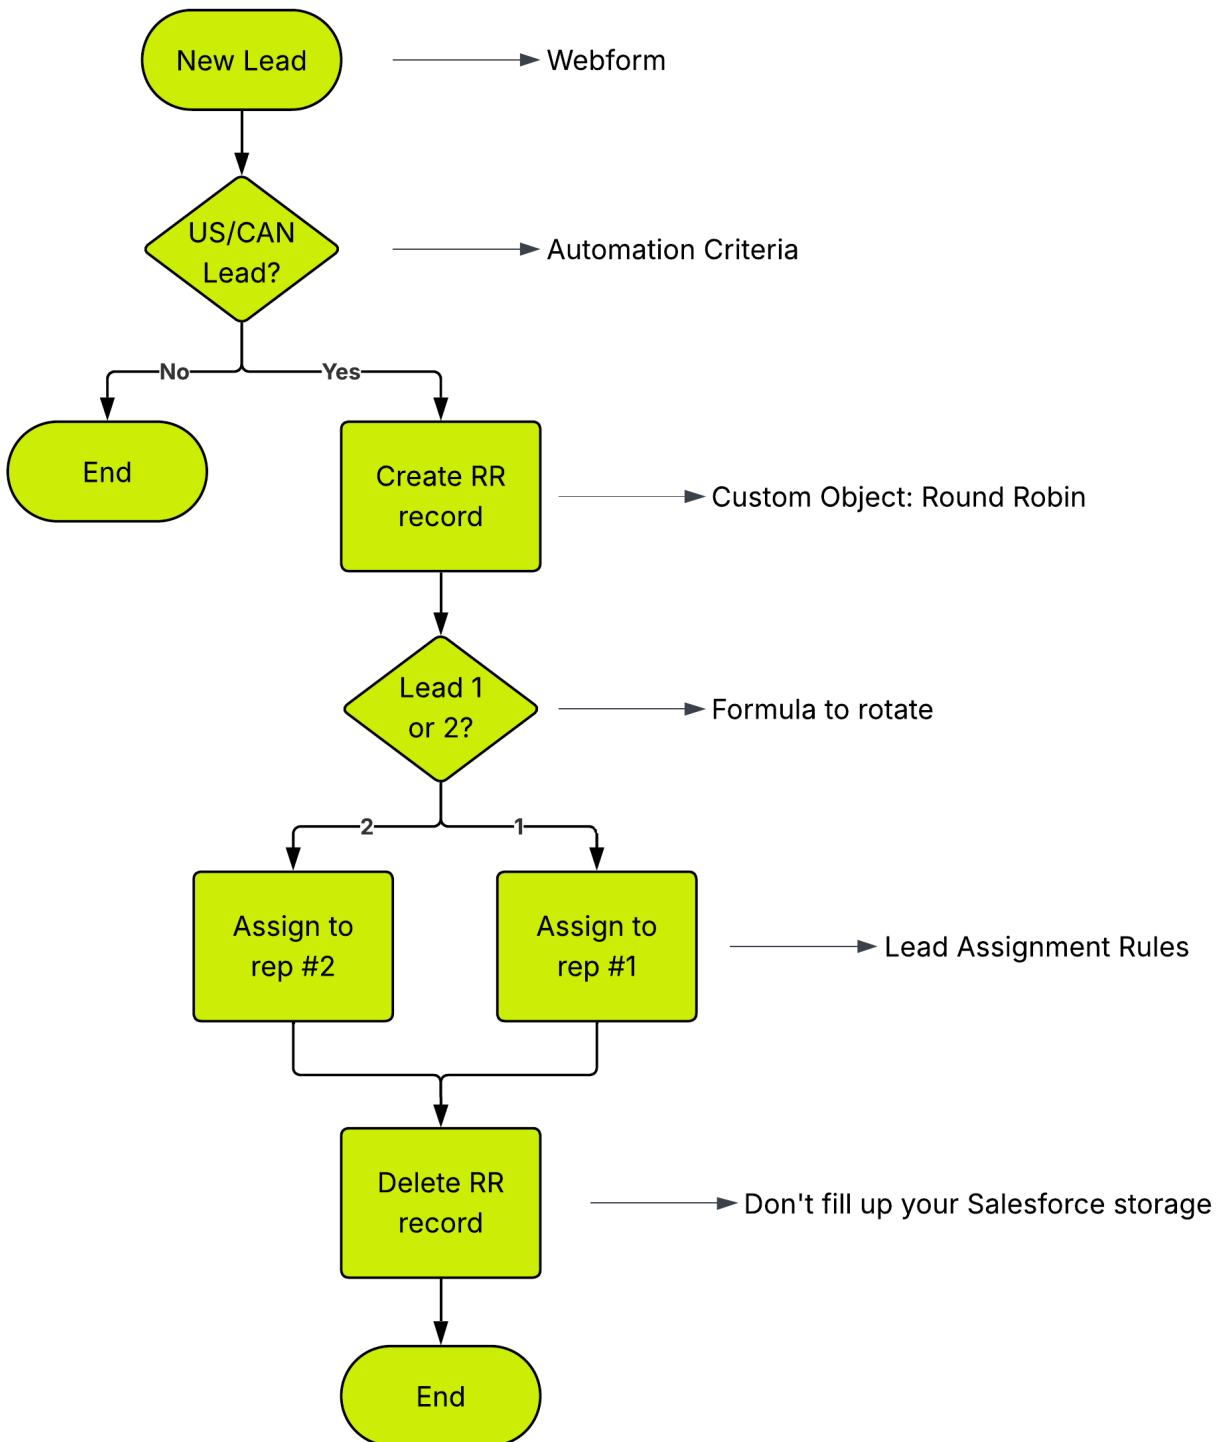 New Lead
Webform
US/CAN
Lead?
Automation Criteria
No
Yes
End
Create RR
record
Custom Object: Round Robin
Lead 1
or 2?
Formula to rotate
2
1
Assign to
rep #2
Assign to
rep #1
Lead Assignment Rules
Delete RR
record
Don't fill up your Salesforce storage
End